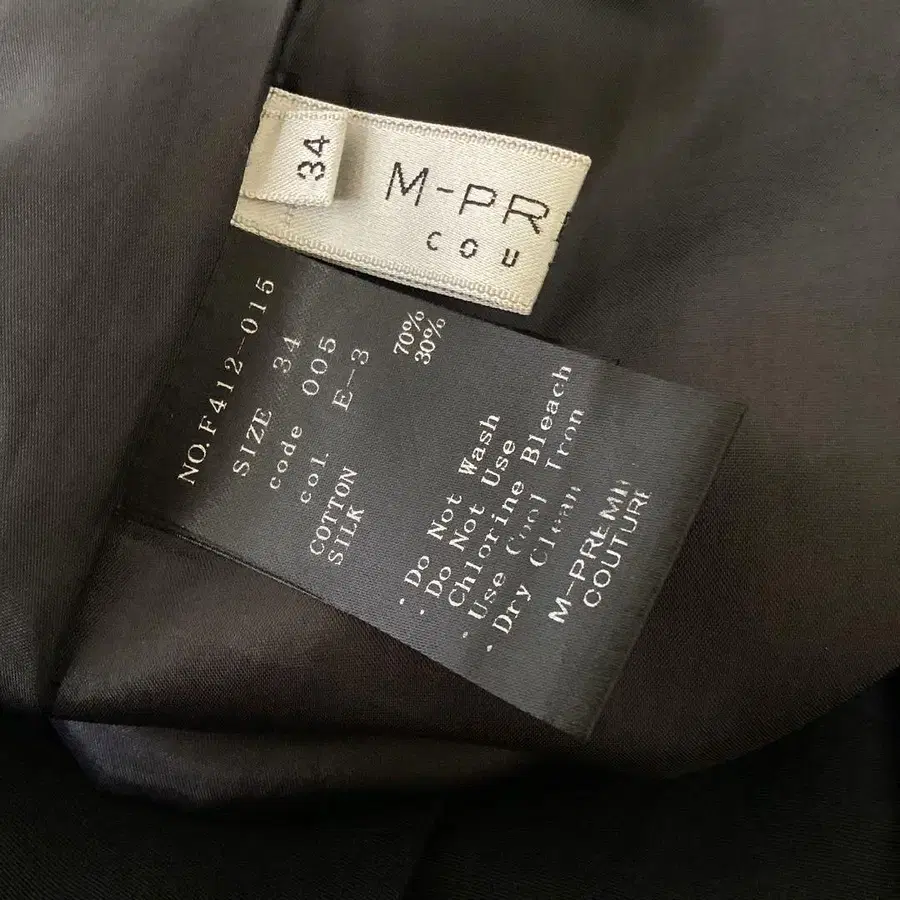 34
M-PR
COU
NO.F412-015
SIZE 34
code 005
col. E-3
COTTON 70%
SILK 30%
· Do Not Wash
· Do Not Use
Chlorine Bleach
· Use Cool Iron
· Dry Clean
M-PREMI
COUTURE